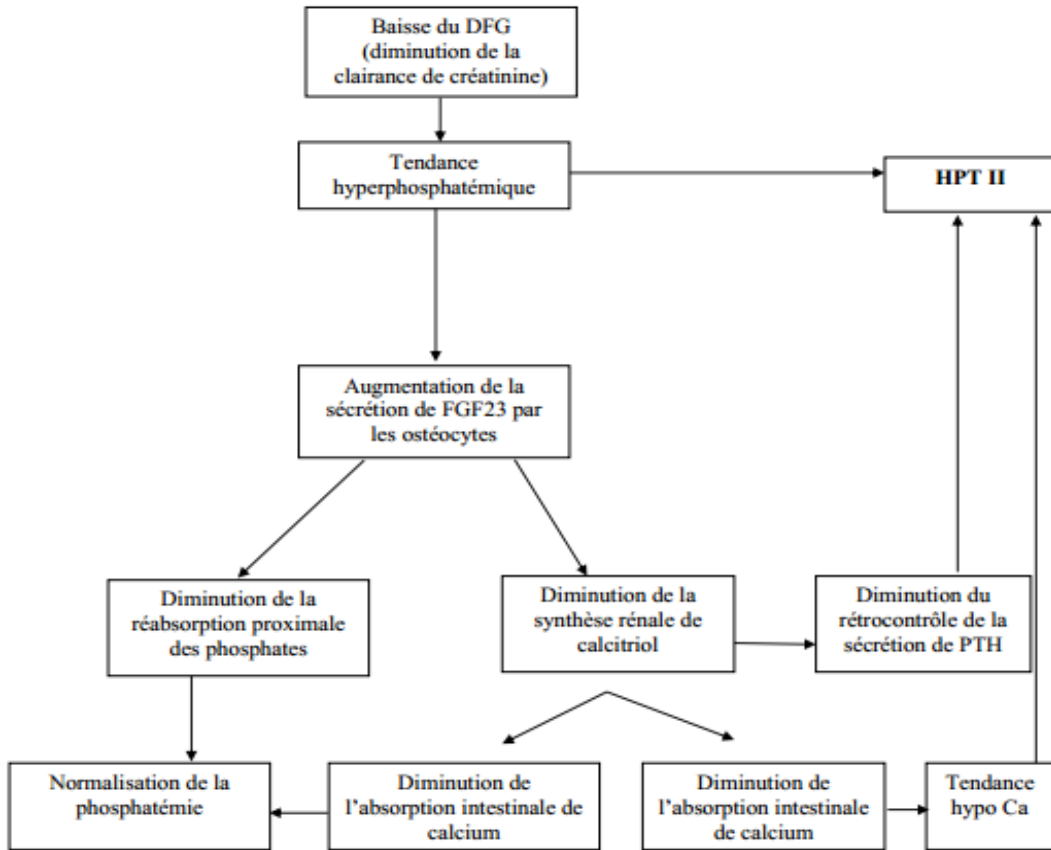 Baisse du DFG
(diminution de la
clairance de créatinine)
Tendance
hyperphosphatémique
HPT II
Augmentation de la
sécrétion de FGF23 par
les ostéocytes
Diminution de la
réabsorption proximale
des phosphates
Diminution de la
synthèse rénale de
calcitriol
Diminution du
rétrocontrôle de la
sécrétion de PTH
Normalisation de la
phosphatémie
Diminution de
l’absorption intestinale de
calcium
Diminution de
l’absorption intestinale
de calcium
Tendance
hypo Ca